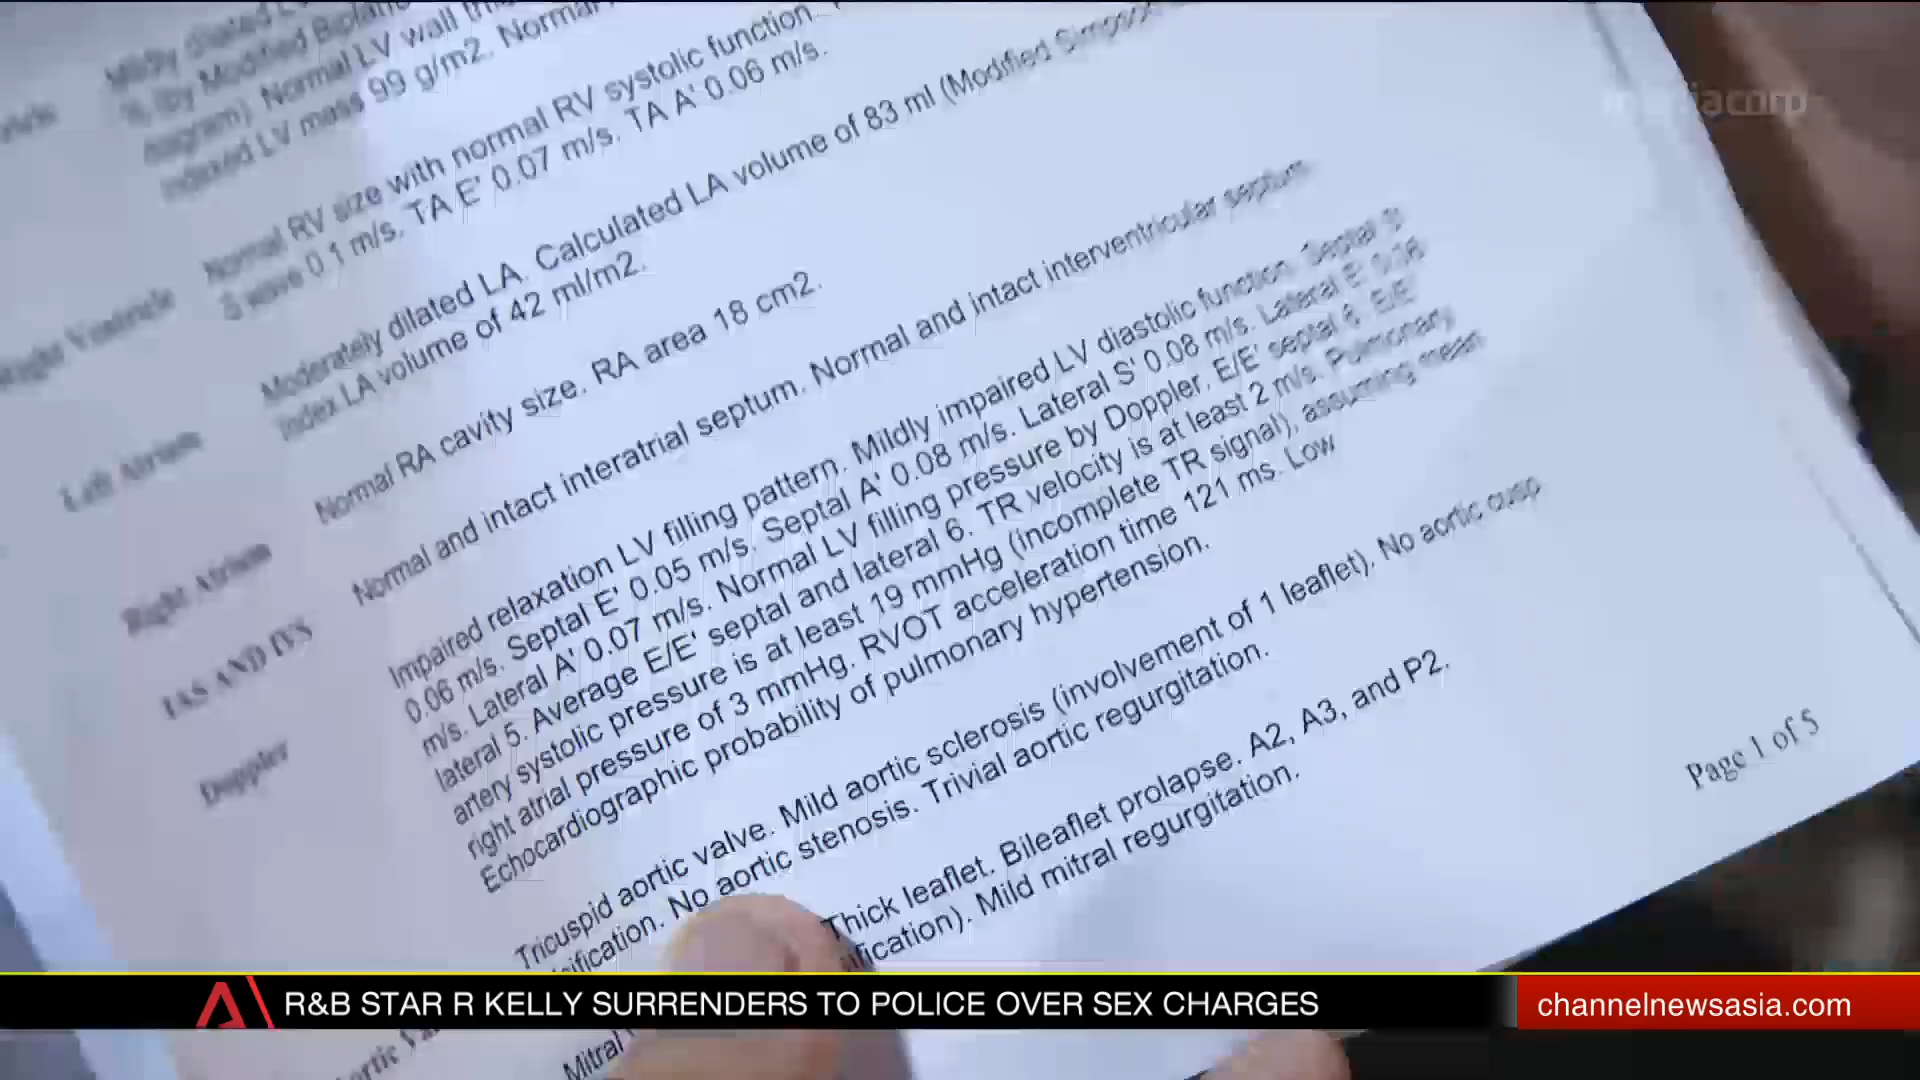 Mildly dilated L
% (by Modified Biplane
Normal LV wall
Indexed LV mass 99 g/m2. Normal
Right Ventricle
Normal RV size with normal RV systolic function.
S wave 0.1 m/s. TA E' 0.07 m/s. TA A' 0.06 m/s.
Left Atrium
Moderately dilated LA. Calculated LA volume of 83 ml (Modified Simpson
Index LA volume of 42 ml/m2.
Right Atrium
Normal RA cavity size. RA area 18 cm2.
IAS AND IVS
Normal and intact interatrial septum. Normal and intact interventricular septum
Doppler
Impaired relaxation LV filling pattern. Mildly impaired LV diastolic function. Septal S'
0.06 m/s. Septal E' 0.05 m/s. Septal A' 0.08 m/s. Lateral S' 0.08 m/s. Lateral E'
m/s. Lateral A' 0.07 m/s. Normal LV filling pressure by Doppler. E/E' septal 6. E/E'
lateral 5. Average E/E' septal and lateral 6. TR velocity is at least 2 m/s. Pulmonary
artery systolic pressure is at least 19 mmHg (incomplete TR signal), assuming mean
right atrial pressure of 3 mmHg. RVOT acceleration time 121 ms. Low
Echocardiographic probability of pulmonary hypertension.
Tricuspid aortic valve. Mild aortic sclerosis (involvement of 1 leaflet). No aortic cusp
ification. No aortic stenosis. Trivial aortic regurgitation.
Thick leaflet. Bileaflet prolapse. A2, A3, and P2.
ification). Mild mitral regurgitation.
Mitral
Page 1 of 5
mediacorp
R&B STAR R KELLY SURRENDERS TO POLICE OVER SEX CHARGES
channelnewsasia.com